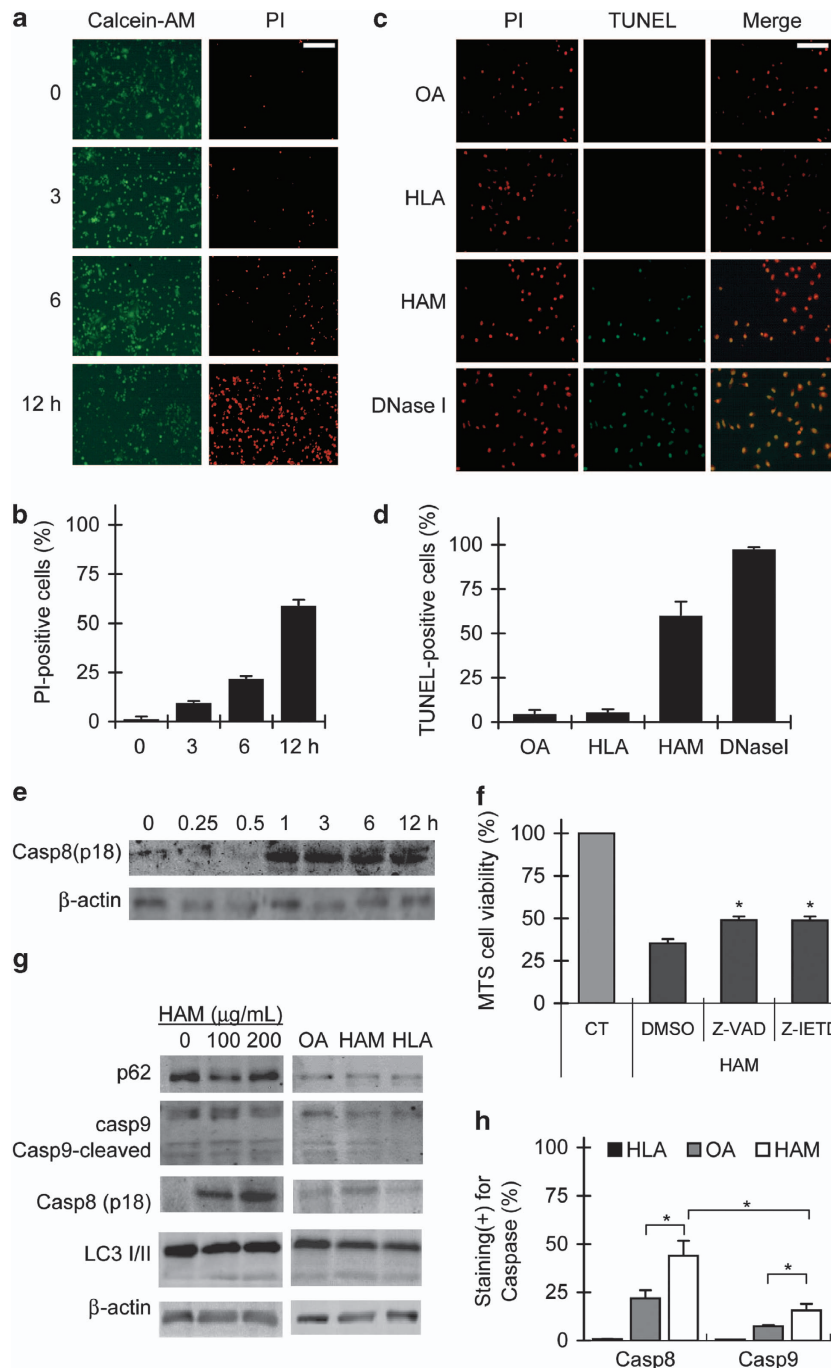 a
Calcein-AM PI
0
3
6
12 h
c
PI TUNEL Merge
OA
HLA
HAM
DNase I
b
PI-positive cells (%)
100
75
50
25
0
0 3 6 12 h
d
TUNEL-positive cells (%)
100
75
50
25
0
OA HLA HAM DNaseI
e
0 0.25 0.5 1 3 6 12 h
Casp8(p18)
β-actin
f
MTS cell viability (%)
100
75
50
25
0
* *
CT DMSO Z-VAD Z-IETD
HAM
g
HAM (μg/mL)
0 100 200 OA HAM HLA
p62
casp9
Casp9-cleaved
Casp8 (p18)
LC3 I/II
β-actin
h
Staining(+) for
Caspase (%)
100
75
50
25
0
HLA OA HAM
* * *
Casp8 Casp9